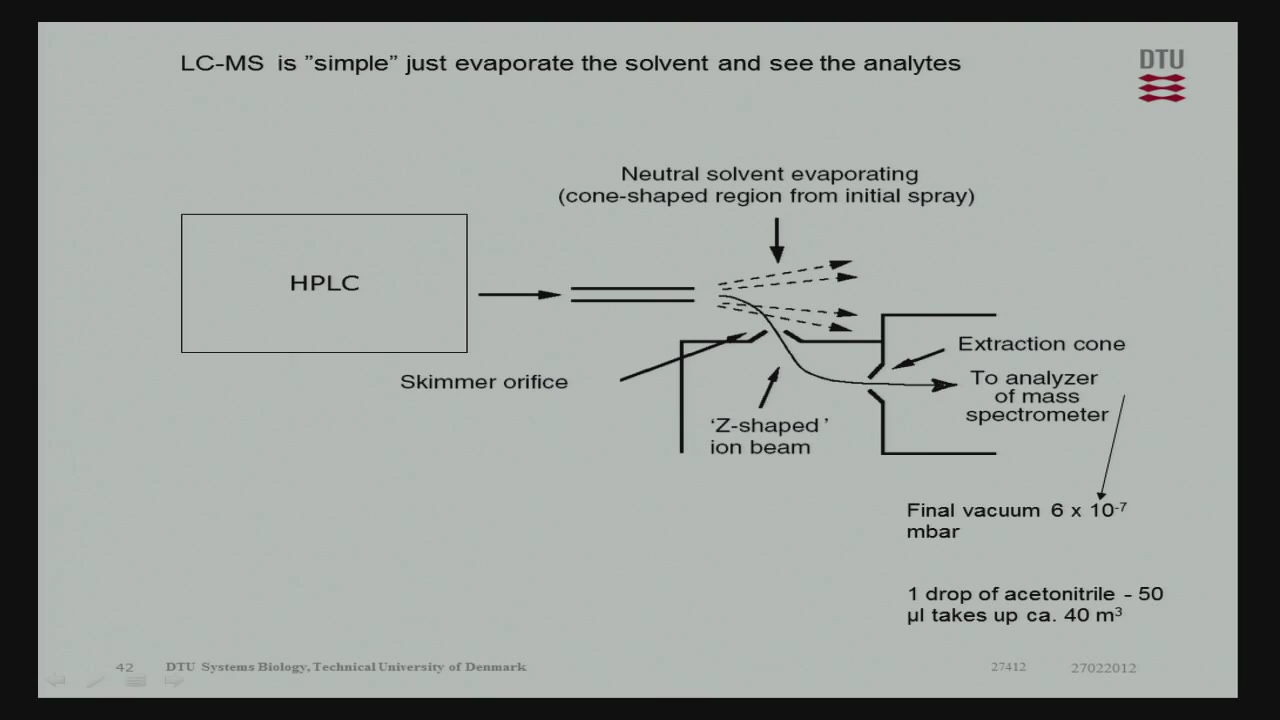 LC-MS is ”simple” just evaporate the solvent and see the analytes
DTU
Neutral solvent evaporating
(cone-shaped region from initial spray)
HPLC
Skimmer orifice
Extraction cone
To analyzer
of mass
spectrometer
‘Z-shaped’
ion beam
Final vacuum 6 x 10⁻⁷
mbar
1 drop of acetonitrile - 50
µl takes up ca. 40 m³
42 DTU Systems Biology, Technical University of Denmark 27412 27022012